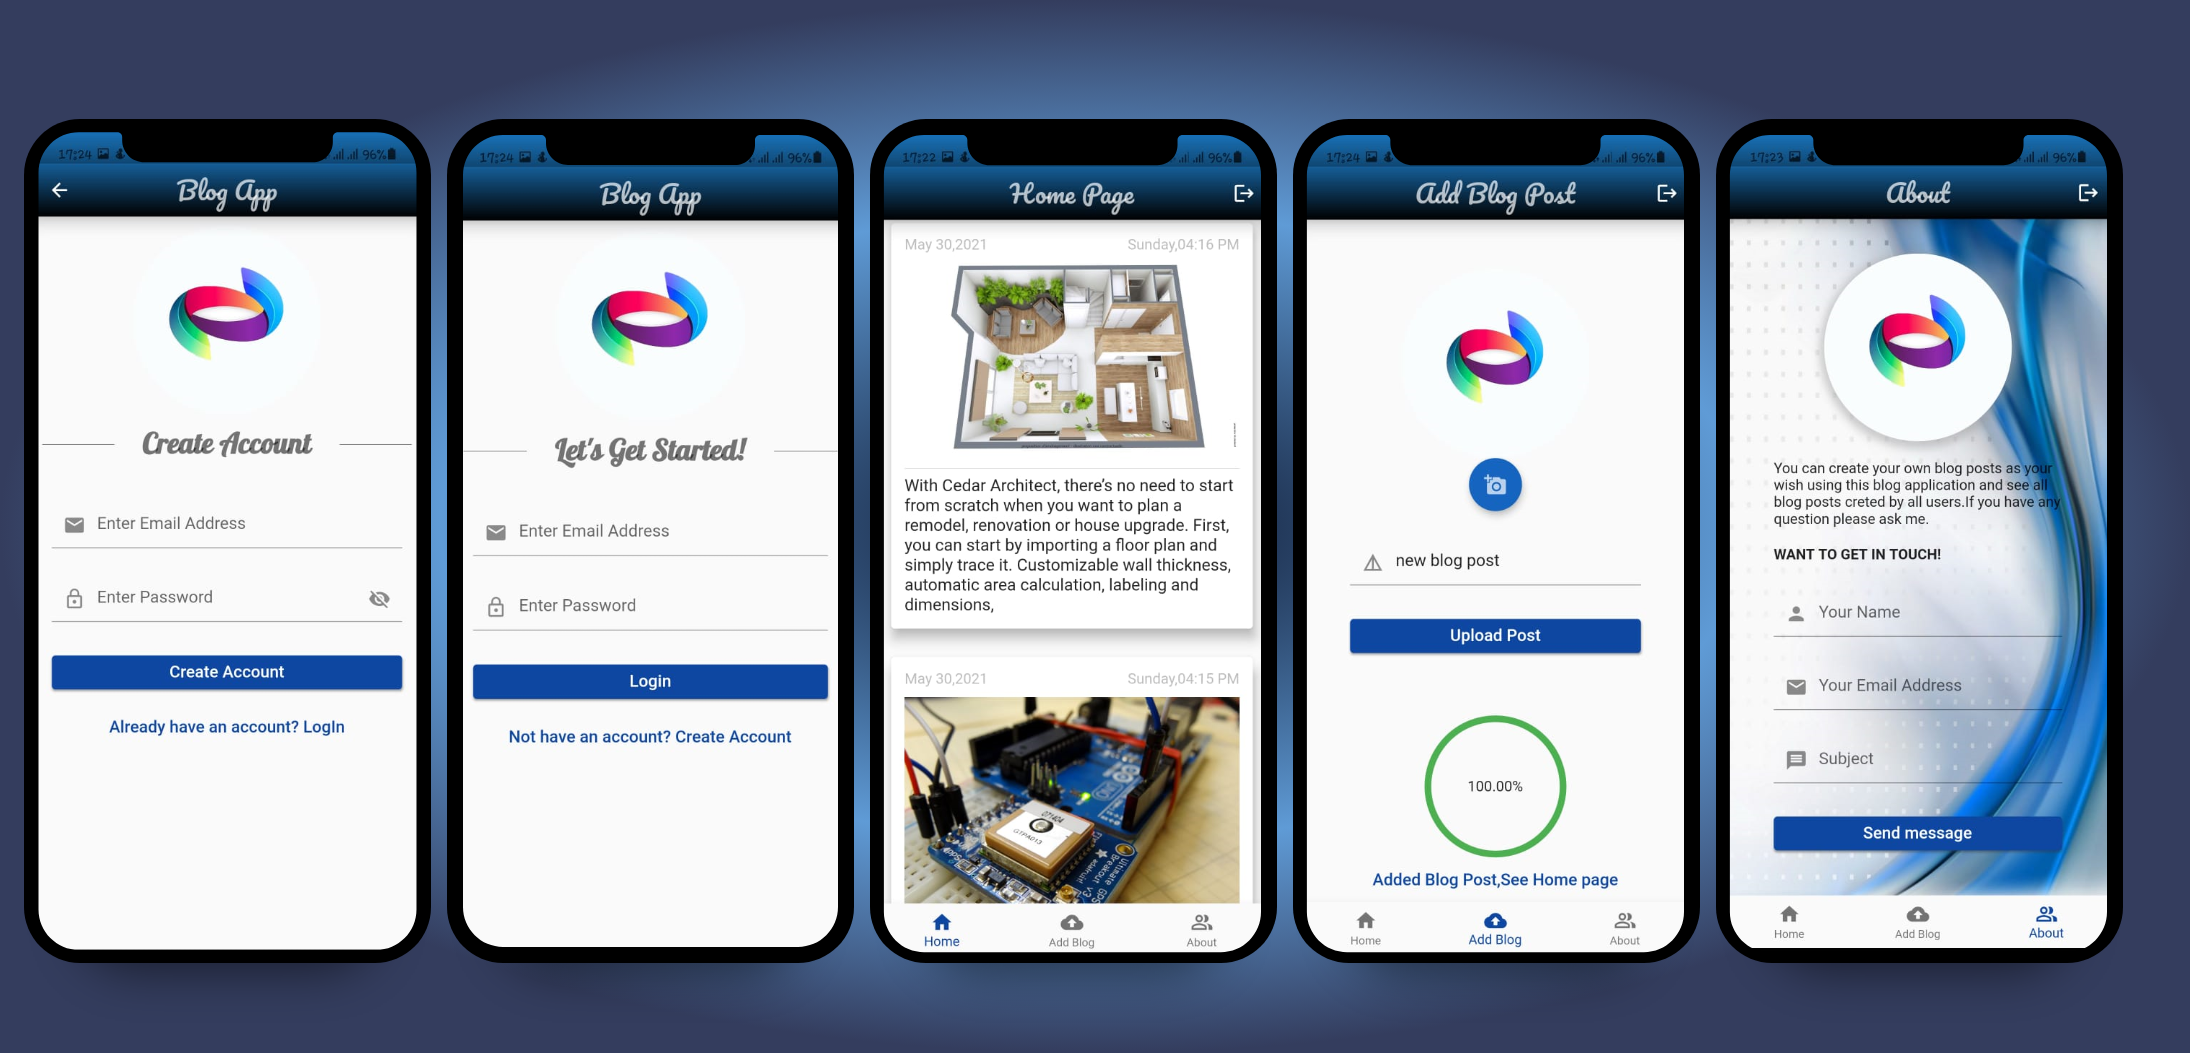 17:24
96%
Blog App
Create Account
Enter Email Address
Enter Password
Create Account
Already have an account? LogIn
17:24
96%
Blog App
Let's Get Started!
Enter Email Address
Enter Password
Login
Not have an account? Create Account
17:22
96%
Home Page
May 30,2021
Sunday,04:16 PM
With Cedar Architect, there's no need to start
from scratch when you want to plan a
remodel, renovation or house upgrade. First,
you can start by importing a floor plan and
simply trace it. Customizable wall thickness,
automatic area calculation, labeling and
dimensions,
May 30,2021
Sunday,04:15 PM
GTPA013
Ultimate GPS
Breakout v3
adafruit
Home
Add Blog
About
17:24
96%
Add Blog Post
new blog post
Upload Post
100.00%
Added Blog Post,See Home page
Home
Add Blog
About
17:23
96%
About
You can create your own blog posts as your
wish using this blog application and see all
blog posts creted by all users.If you have any
question please ask me.
WANT TO GET IN TOUCH!
Your Name
Your Email Address
Subject
Send message
Home
Add Blog
About